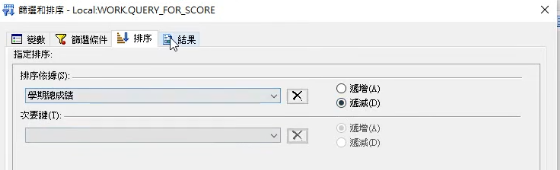 篩選和排序 - Local:WORK.QUERY_FOR_SCORE
變數 篩選條件 排序 結果
指定排序:
排序依據(S):
學期總成績
遞增(A)
遞減(D)
次要鍵(T):
遞增(A)
遞減(D)